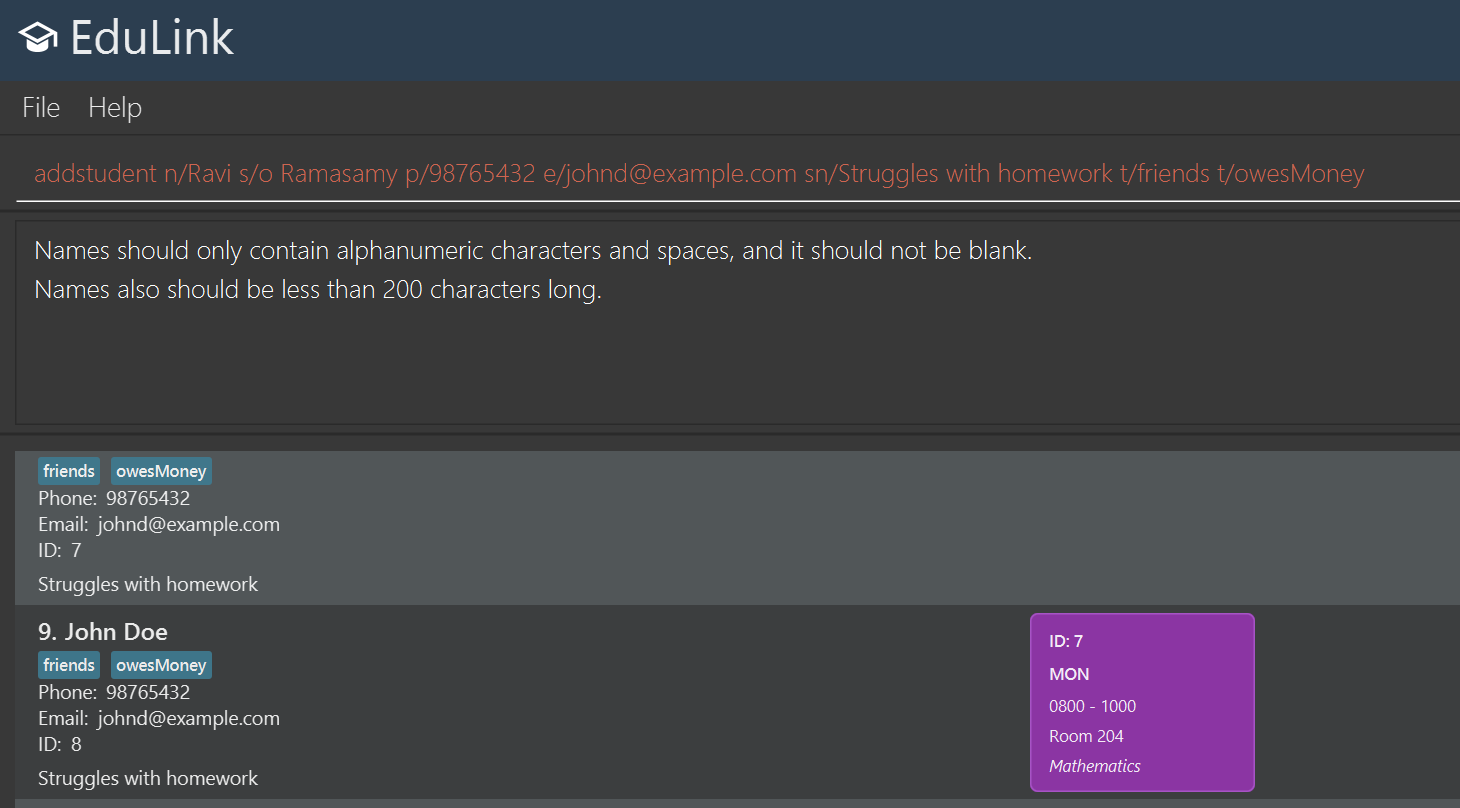 EduLink
File Help
addstudent n/Ravi s/o Ramasamy p/98765432 e/johnd@example.com sn/Struggles with homework t/friends t/owesMoney
Names should only contain alphanumeric characters and spaces, and it should not be blank.
Names also should be less than 200 characters long.
friends owesMoney
Phone: 98765432
Email: johnd@example.com
ID: 7
Struggles with homework
9. John Doe
friends owesMoney
Phone: 98765432
Email: johnd@example.com
ID: 8
Struggles with homework
ID: 7
MON
0800 - 1000
Room 204
Mathematics